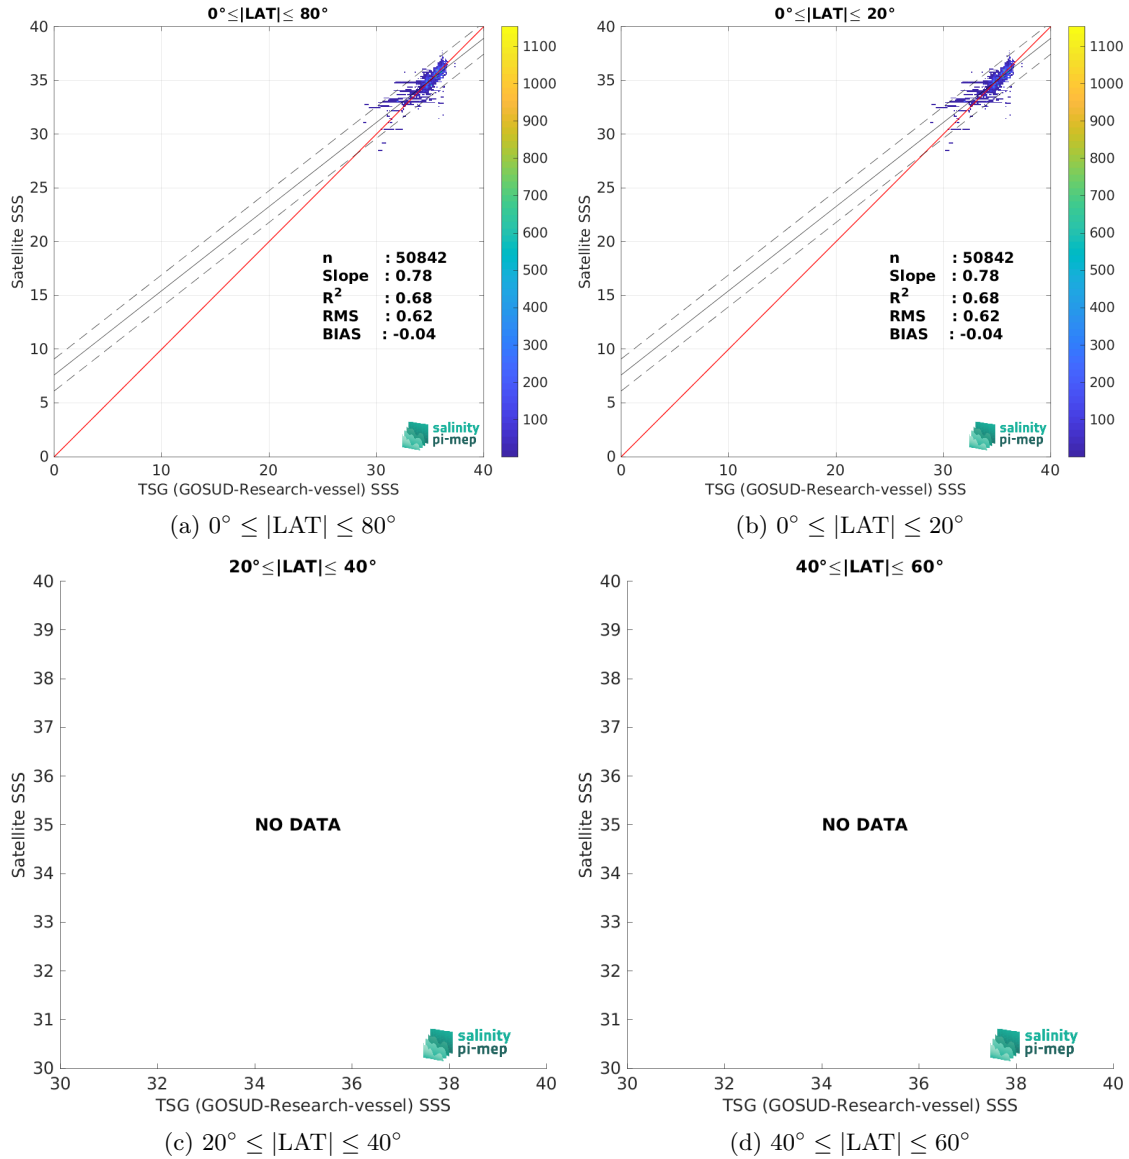 0°≤|LAT|≤ 80°
40
35
30
25
20
15
10
5
0
Satellite SSS
n : 50842
Slope : 0.78
R² : 0.68
RMS : 0.62
BIAS : -0.04
salinity
pi-mep
0 10 20 30 40
TSG (GOSUD-Research-vessel) SSS
1100
1000
900
800
700
600
500
400
300
200
100
(a) 0° ≤ |LAT| ≤ 80°
0°≤|LAT|≤ 20°
40
35
30
25
20
15
10
5
0
Satellite SSS
n : 50842
Slope : 0.78
R² : 0.68
RMS : 0.62
BIAS : -0.04
salinity
pi-mep
0 10 20 30 40
TSG (GOSUD-Research-vessel) SSS
1100
1000
900
800
700
600
500
400
300
200
100
(b) 0° ≤ |LAT| ≤ 20°
20°≤|LAT|≤ 40°
40
39
38
37
36
35
34
33
32
31
30
Satellite SSS
NO DATA
salinity
pi-mep
30 32 34 36 38 40
TSG (GOSUD-Research-vessel) SSS
(c) 20° ≤ |LAT| ≤ 40°
40°≤|LAT|≤ 60°
40
39
38
37
36
35
34
33
32
31
30
Satellite SSS
NO DATA
salinity
pi-mep
30 32 34 36 38 40
TSG (GOSUD-Research-vessel) SSS
(d) 40° ≤ |LAT| ≤ 60°